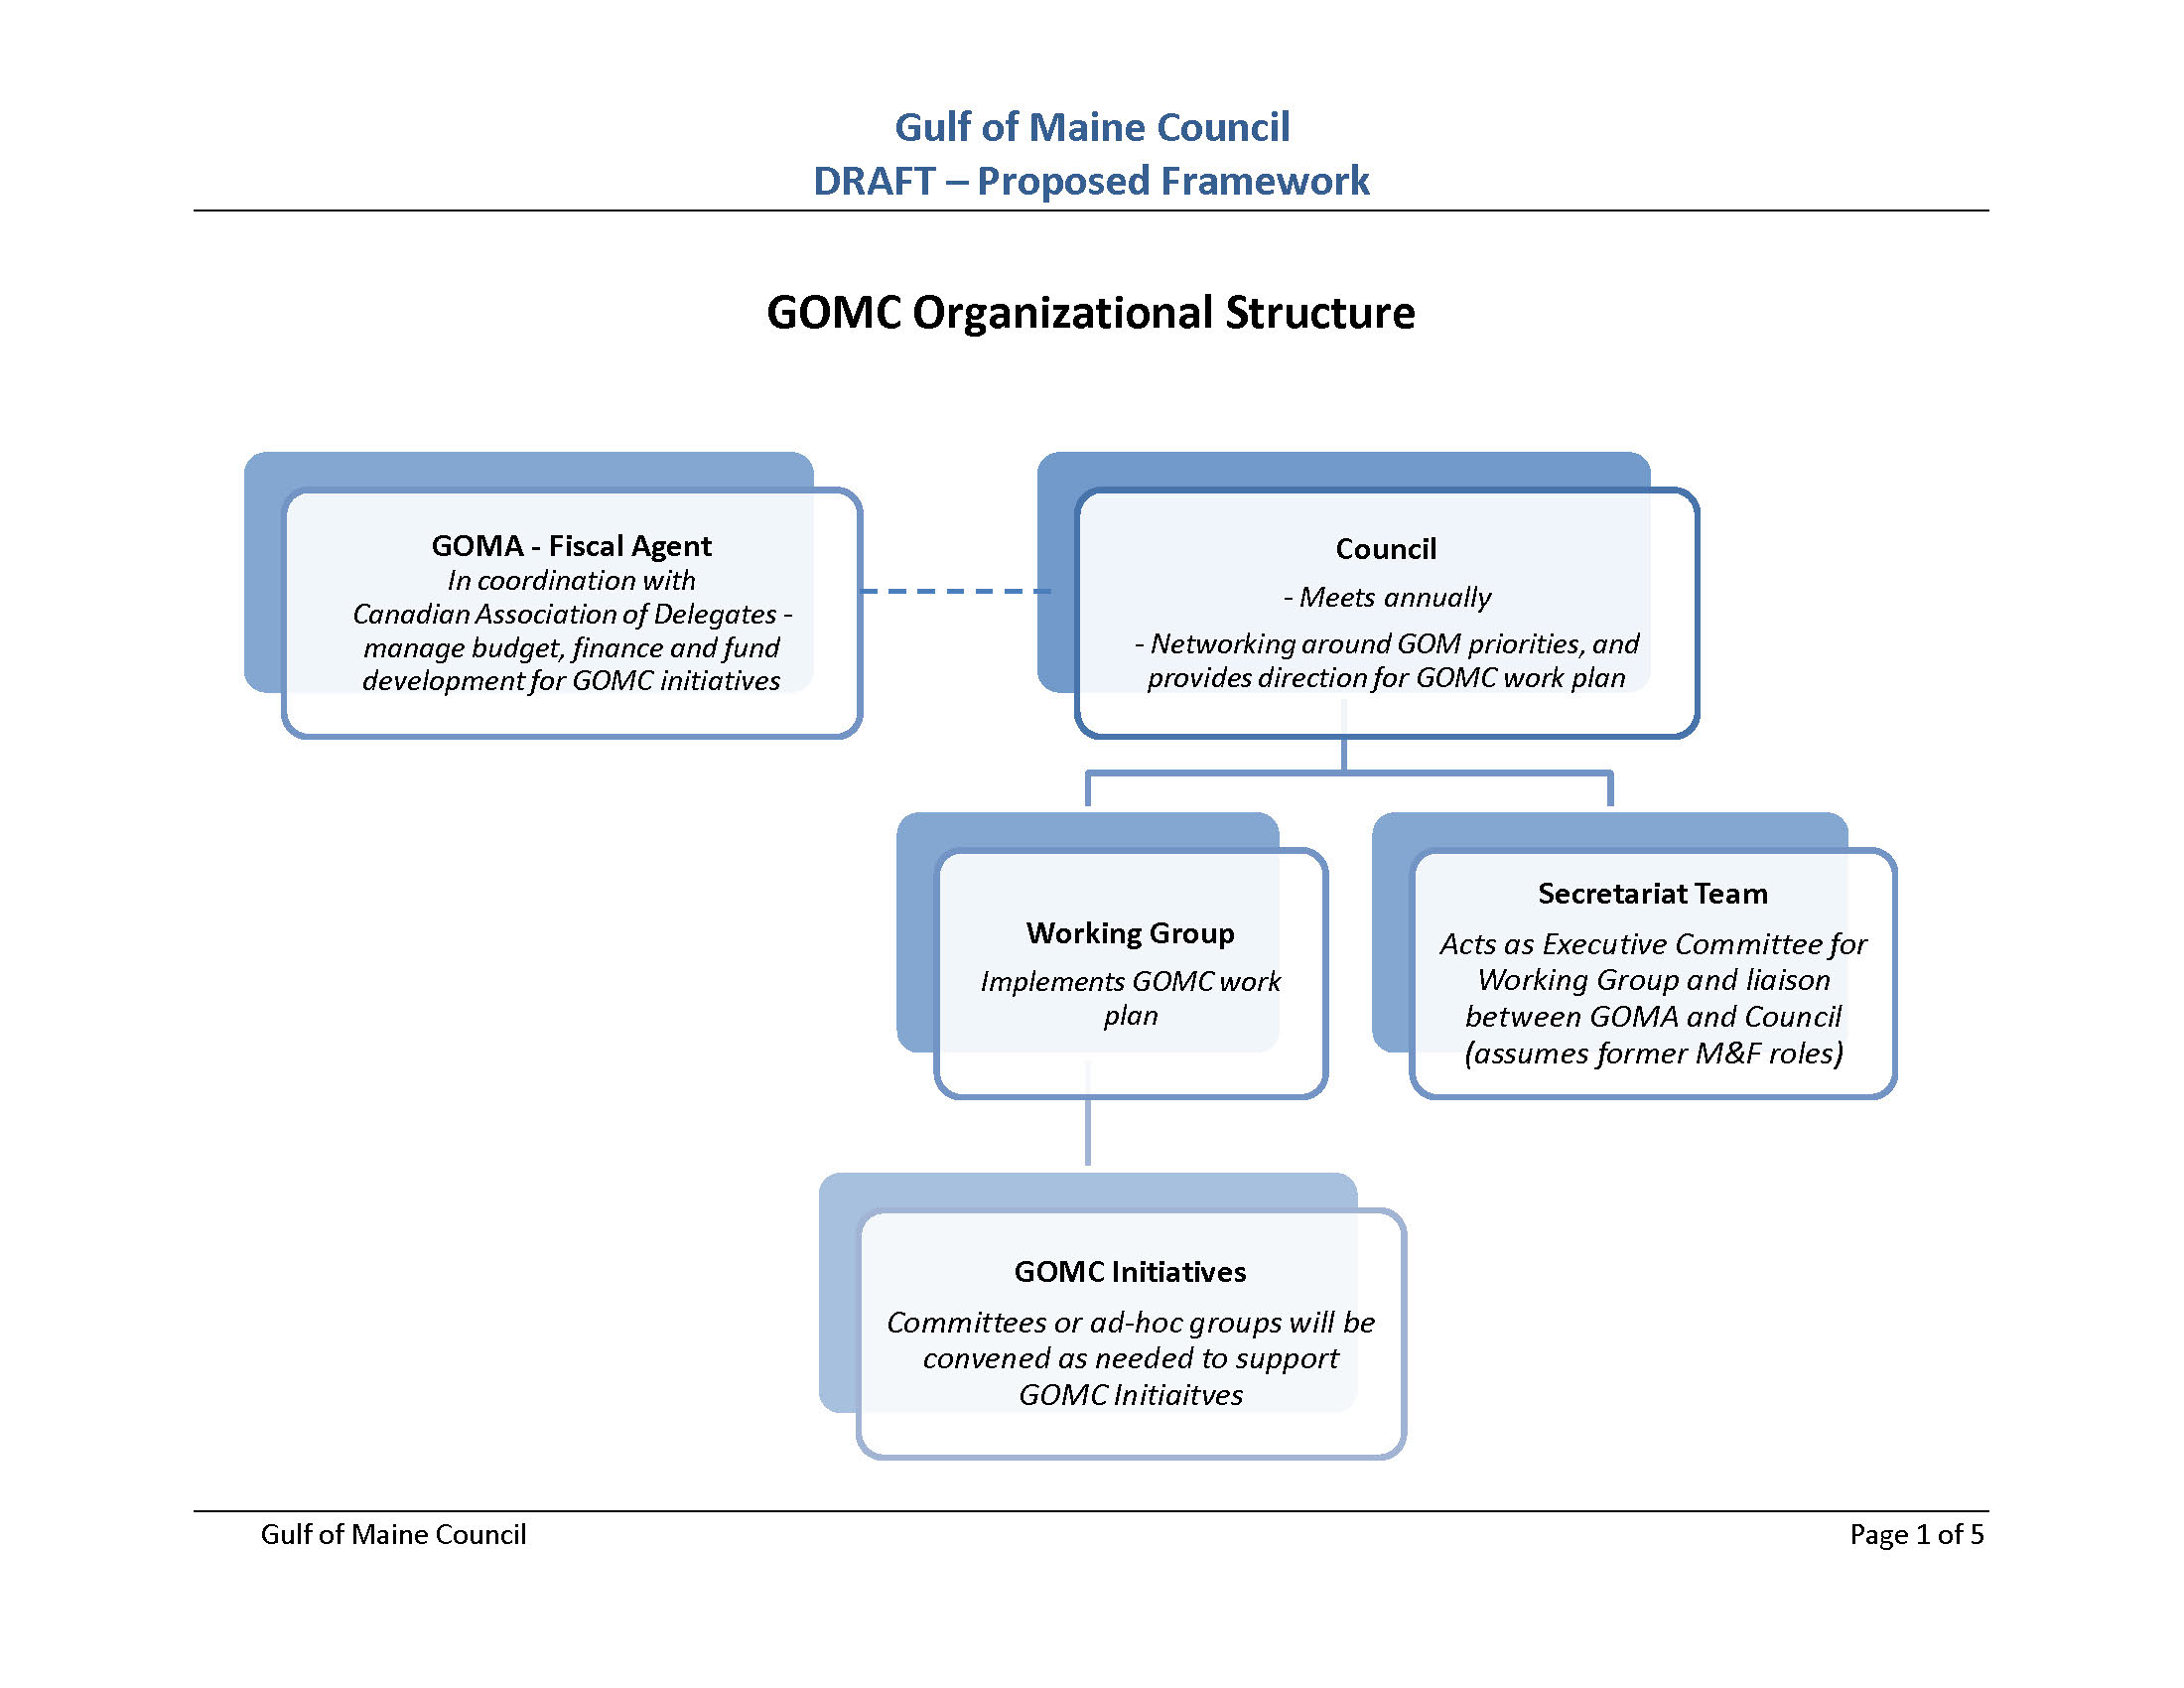 Gulf of Maine Council
DRAFT – Proposed Framework
GOMC Organizational Structure
GOMA - Fiscal Agent
In coordination with
Canadian Association of Delegates -
manage budget, finance and fund
development for GOMC initiatives
Council
- Meets annually
- Networking around GOM priorities, and
provides direction for GOMC work plan
Working Group
Implements GOMC work
plan
Secretariat Team
Acts as Executive Committee for
Working Group and liaison
between GOMA and Council
(assumes former M&F roles)
GOMC Initiatives
Committees or ad-hoc groups will be
convened as needed to support
GOMC Initiaitves
Gulf of Maine Council
Page 1 of 5